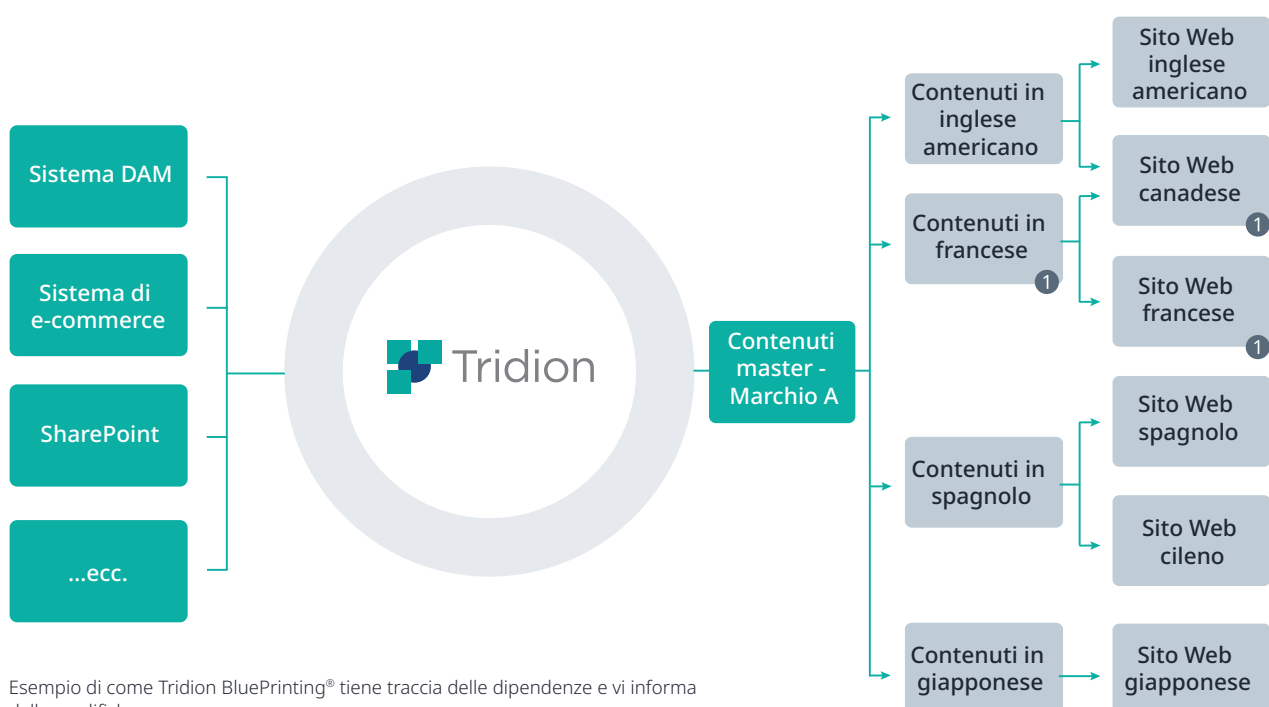 Sistema DAM
Sistema di
e-commerce
SharePoint
...ecc.
Tridion
Contenuti
master -
Marchio A
Contenuti in
inglese
americano
Contenuti in
francese
1
Contenuti in
spagnolo
Contenuti in
giapponese
Sito Web
inglese
americano
Sito Web
canadese
1
Sito Web
francese
1
Sito Web
spagnolo
Sito Web
cileno
Sito Web
giapponese
Esempio di come Tridion BluePrinting® tiene traccia delle dipendenze e vi informa